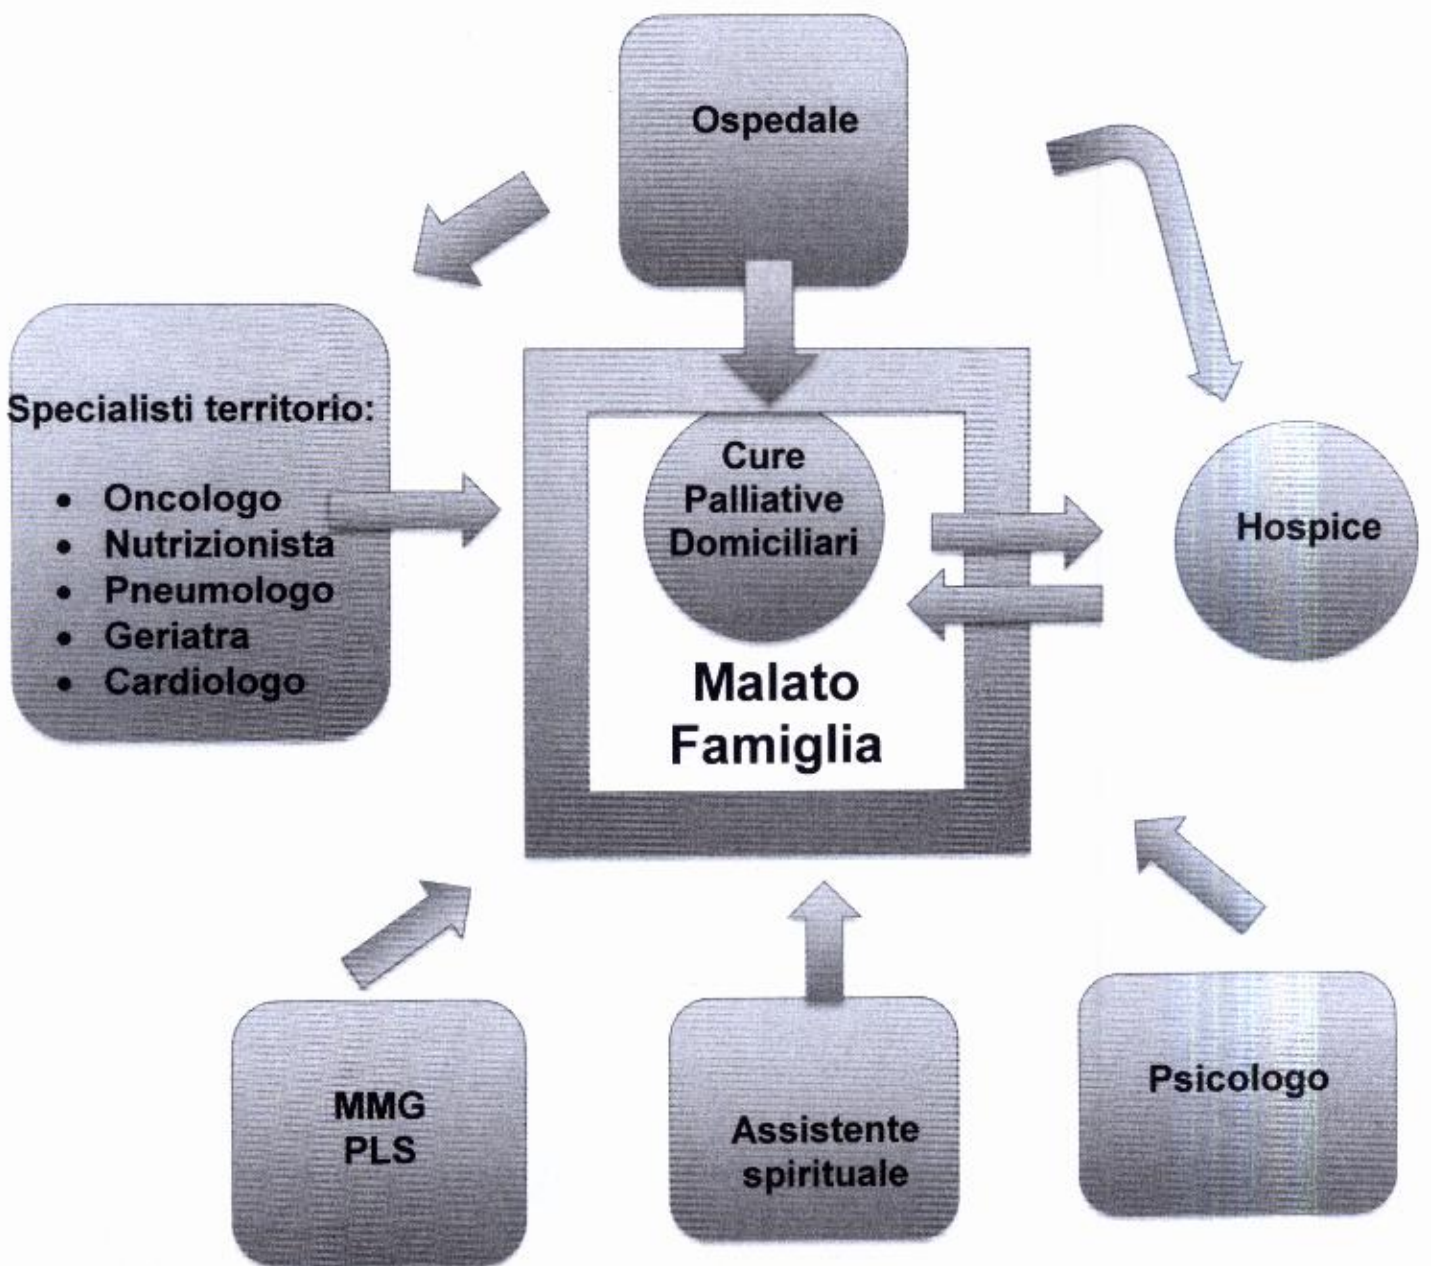 Ospedale
Specialisti territorio:
• Oncologo
• Nutrizionista
• Pneumologo
• Geriatra
• Cardiologo
Cure
Palliative
Domiciliari
Malato
Famiglia
Hospice
MMG
PLS
Assistente
spirituale
Psicologo